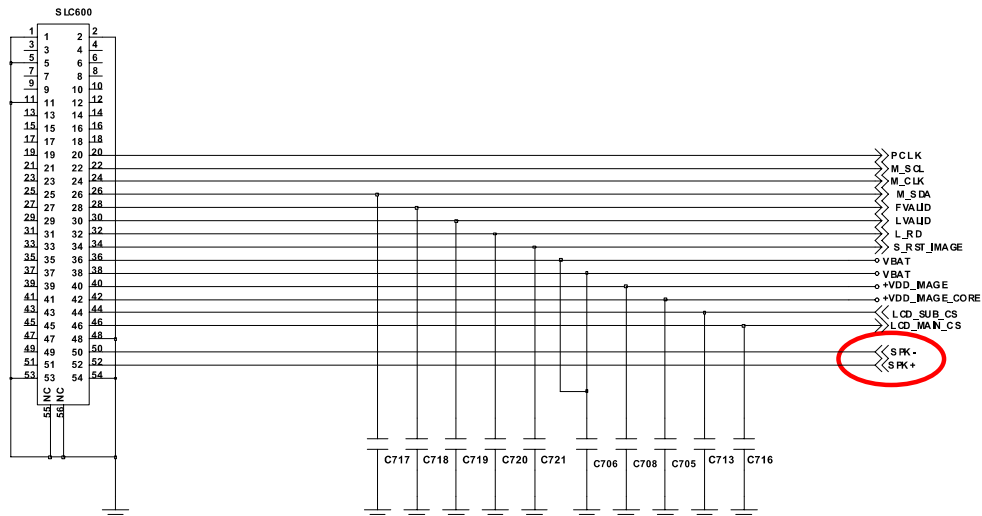 SLC600
1 1 2 2
3 3 4 4
5 5 6 6
7 7 8 8
9 9 10 10
11 11 12 12
13 13 14 14
15 15 16 16
17 17 18 18
19 19 20 20 PCLK
21 21 22 22 M_SCL
23 23 24 24 M_CLK
25 25 26 26 M_SDA
27 27 28 28 FVALID
29 29 30 30 LVALID
31 31 32 32 L_RD
33 33 34 34 S_RST_IMAGE
35 35 36 36 VBAT
37 37 38 38 VBAT
39 39 40 40 +VDD_IMAGE
41 41 42 42 +VDD_IMAGE_CORE
43 43 44 44 LCD_SUB_CS
45 45 46 46 LCD_MAIN_CS
47 47 48 48
49 49 50 50 SPK-
51 51 52 52 SPK+
53 53 54 54
55 NC 56 NC
C717 C718 C719 C720 C721 C706 C708 C705 C713 C716